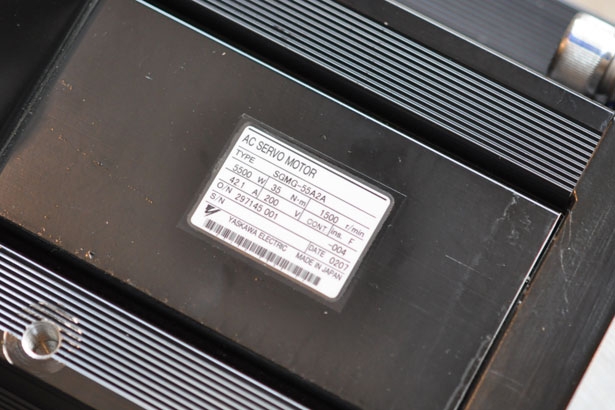 AC SERVO MOTOR
TYPE SGMG-55A2A
5500 W 35 N·m 1500 r/min
42.1 A 200 V CONT. ins. F
O/N 297145 001 -004
S/N DATE 0207
YASKAWA ELECTRIC MADE IN JAPAN